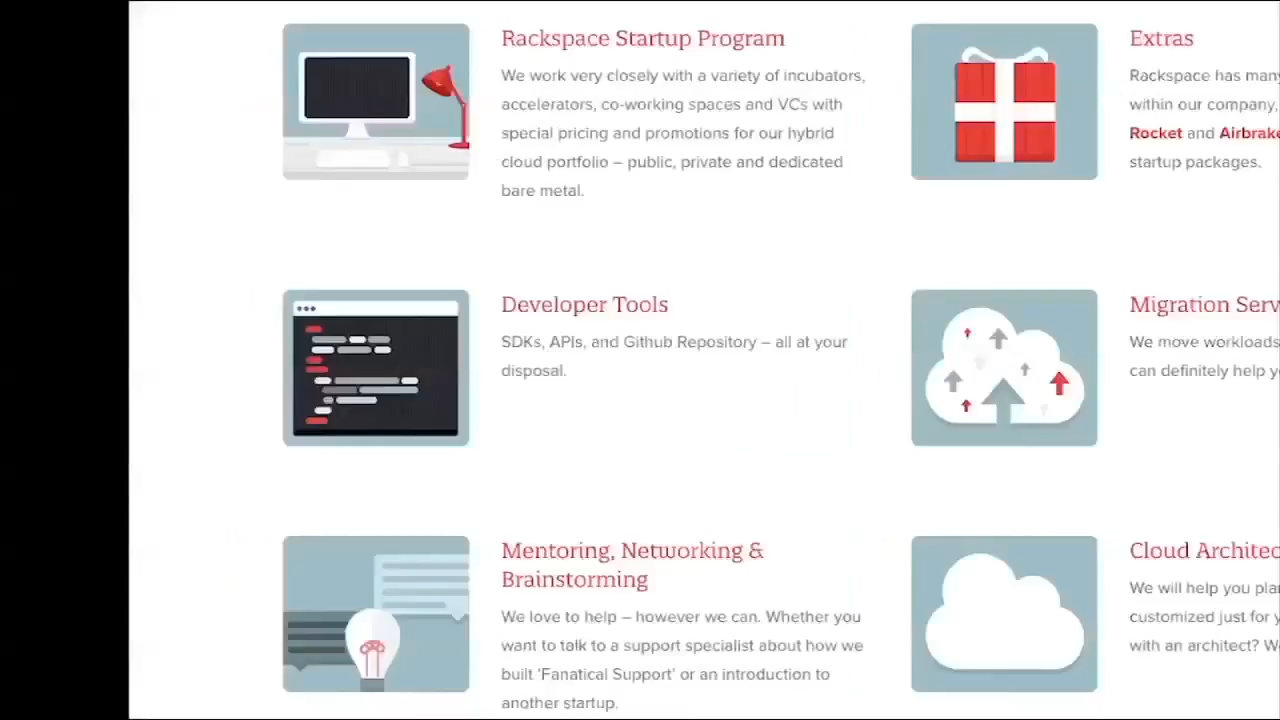 Rackspace Startup Program
We work very closely with a variety of incubators,
accelerators, co-working spaces and VCs with
special pricing and promotions for our hybrid
cloud portfolio – public, private and dedicated
bare metal.
Extras
Rackspace has many
within our company,
Rocket and Airbrake
startup packages.
Developer Tools
SDKs, APIs, and Github Repository – all at your
disposal.
Migration Serv
We move workloads
can definitely help y
Mentoring, Networking &
Brainstorming
We love to help – however we can. Whether you
want to talk to a support specialist about how we
built 'Fanatical Support' or an introduction to
another startup.
Cloud Architec
We will help you plan
customized just for y
with an architect? W